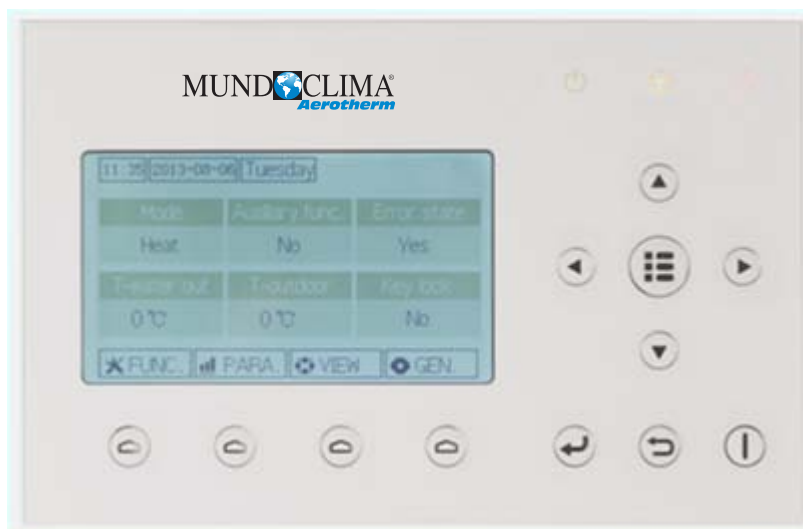 MUNDOCLIMA®
Aerotherm
11:35 2013-08-06 Tuesday
Mode Auxiliary func. Error state
Heat No Yes
T-water out T-outdoor Key lock
0℃ 0℃ No
FUNC. PARA. VIEW GEN.